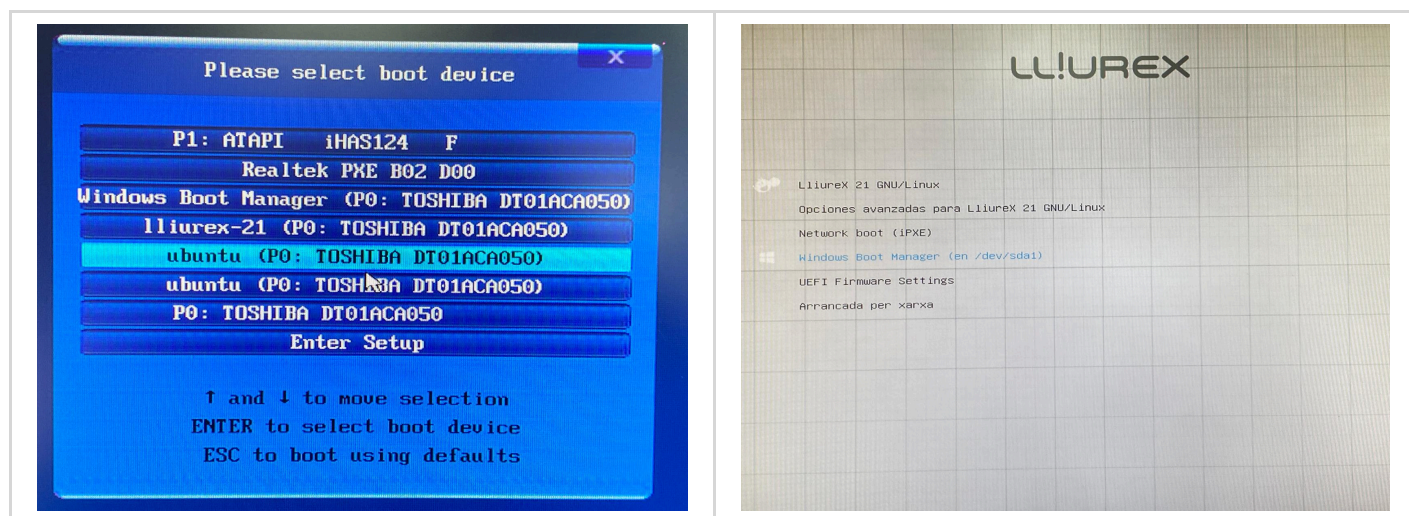 X
Please select boot device
P1: ATAPI iHAS124 F
Realtek PXE B02 D00
Windows Boot Manager (P0: TOSHIBA DT01ACA050)
lliurex-21 (P0: TOSHIBA DT01ACA050)
ubuntu (P0: TOSHIBA DT01ACA050)
ubuntu (P0: TOSHIBA DT01ACA050)
P0: TOSHIBA DT01ACA050
Enter Setup
↑ and ↓ to move selection
ENTER to select boot device
ESC to boot using defaults
LL!UREX
LliureX 21 GNU/Linux
Opciones avanzadas para LliureX 21 GNU/Linux
Network boot (iPXE)
Windows Boot Manager (en /dev/sda1)
UEFI Firmware Settings
Arrancada per xarxa